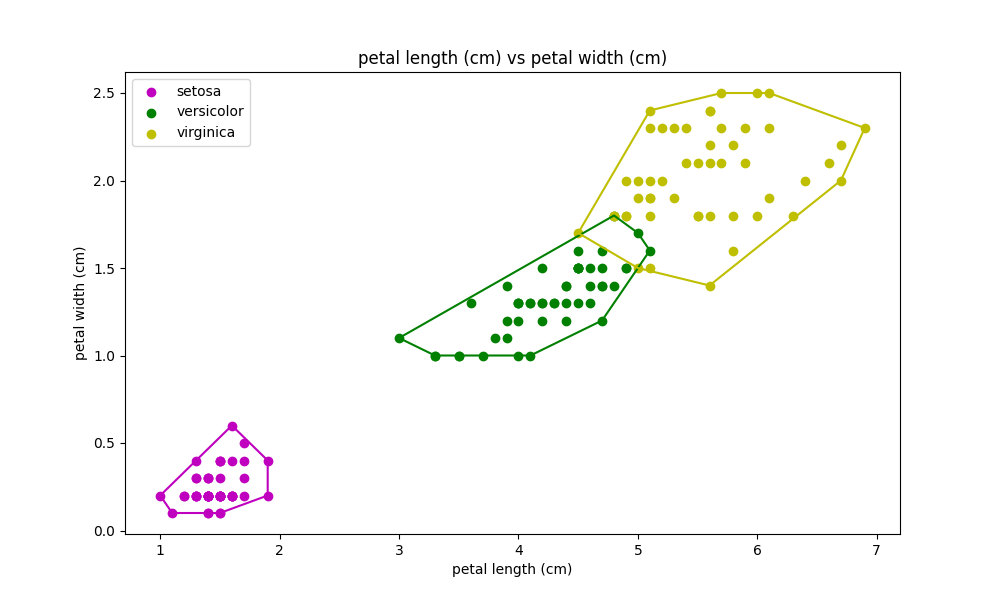 petal length (cm) vs petal width (cm)
setosa
versicolor
virginica
petal width (cm)
2.5
2.0
1.5
1.0
0.5
0.0
1 2 3 4 5 6 7
petal length (cm)